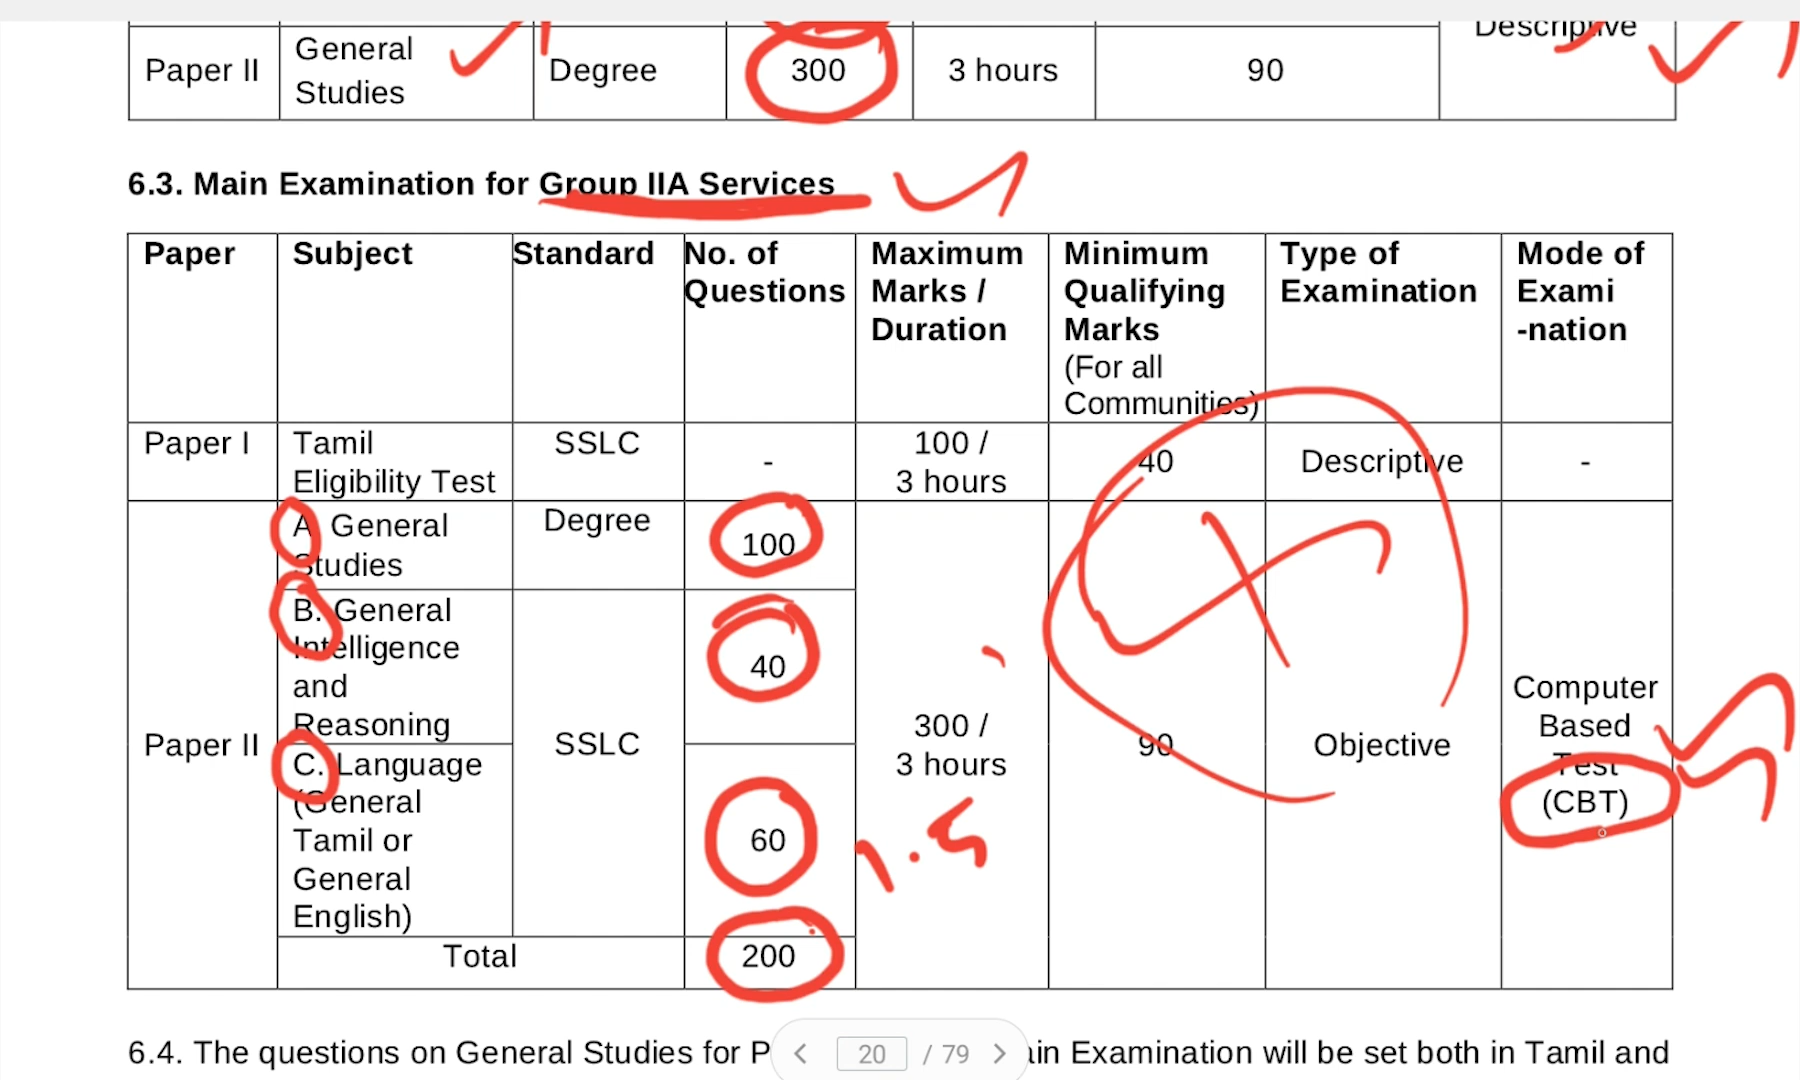 Descriptive
Paper II
General
Studies
Degree
300
3 hours
90
6.3. Main Examination for Group IIA Services
Paper
Subject
Standard
No. of
Questions
Maximum
Marks /
Duration
Minimum
Qualifying
Marks
(For all
Communities)
Type of
Examination
Mode of
Exami
-nation
Paper I
Tamil
Eligibility Test
SSLC
-
100 /
3 hours
40
Descriptive
-
Paper II
A. General
Studies
Degree
100
B. General
Intelligence
and
Reasoning
SSLC
40
C. Language
(General
Tamil or
General
English)
60
300 /
3 hours
1.5
90
Objective
Computer
Based
Test
(CBT)
Total
200
6.4. The questions on General Studies for P
ain Examination will be set both in Tamil and
< 20 / 79 >